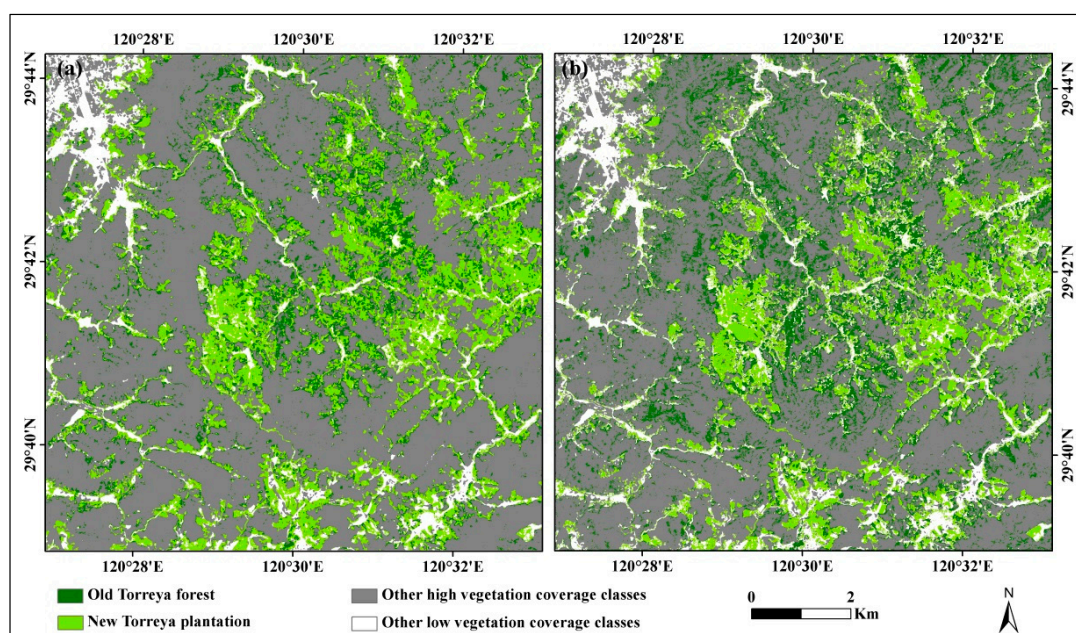 120°28'E 120°30'E 120°32'E 120°28'E 120°30'E 120°32'E
(a) (b)
29°44'N 29°44'N
29°42'N 29°42'N
29°40'N 29°40'N
120°28'E 120°30'E 120°32'E 120°28'E 120°30'E 120°32'E
Old Torreya forest Other high vegetation coverage classes 0 2 N
New Torreya plantation Other low vegetation coverage classes Km